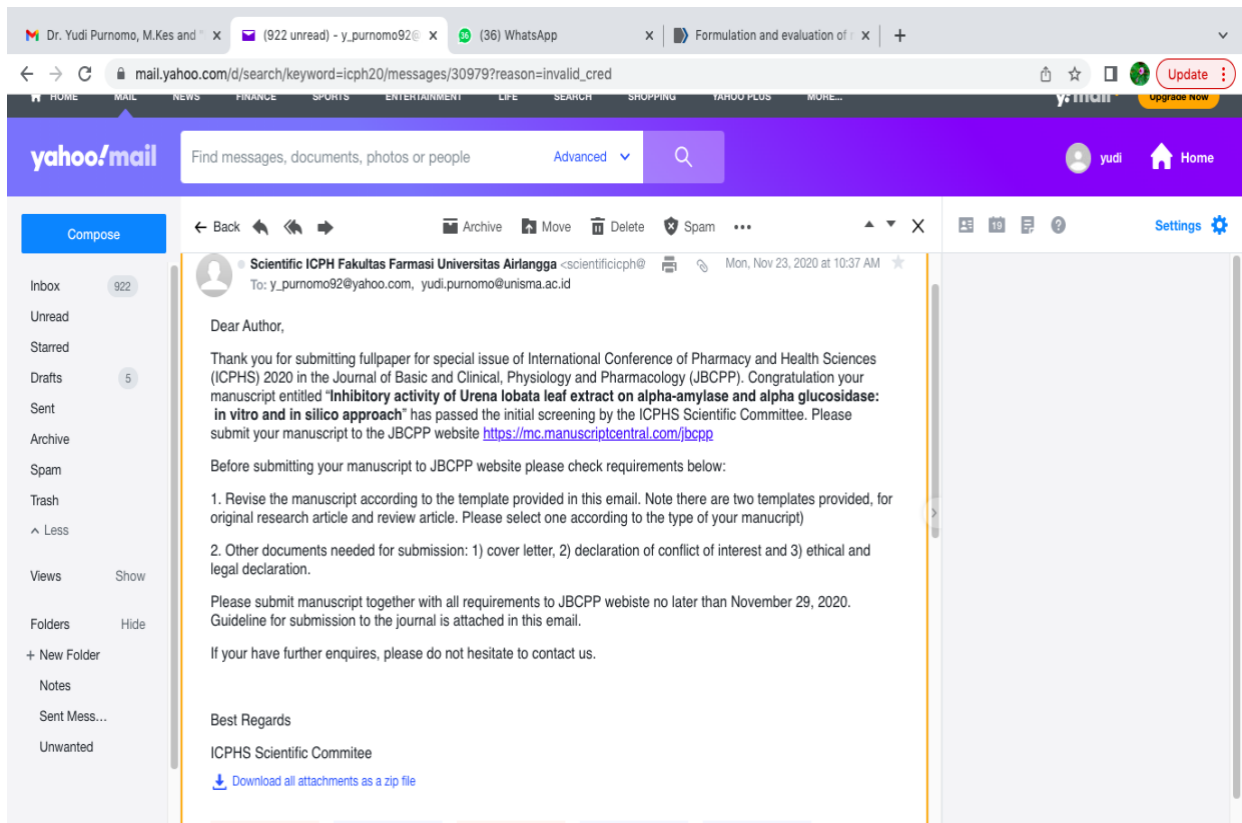 Dr. Yudi Purnomo, M.Kes and
(922 unread) - y_purnomo92@
(36) WhatsApp
Formulation and evaluation of
mail.yahoo.com/d/search/keyword=icph20/messages/30979?reason=invalid_cred
Update
HOME MAIL NEWS FINANCE SPORTS ENTERTAINMENT LIFE SEARCH SHOPPING YAHOO PLUS MORE...
Upgrade Now
yahoo!mail
Find messages, documents, photos or people
Advanced
yudi
Home
Compose
Back
Archive
Move
Delete
Spam
19
Settings
Inbox 922
Unread
Starred
Drafts 5
Sent
Archive
Spam
Trash
Less
Views Show
Folders Hide
+ New Folder
Notes
Sent Mess...
Unwanted
Scientific ICPH Fakultas Farmasi Universitas Airlangga <scientificicph@
Mon, Nov 23, 2020 at 10:37 AM
To: y_purnomo92@yahoo.com, yudi.purnomo@unisma.ac.id
Dear Author,
Thank you for submitting fullpaper for special issue of International Conference of Pharmacy and Health Sciences
(ICPHS) 2020 in the Journal of Basic and Clinical, Physiology and Pharmacology (JBCPP). Congratulation your
manuscript entitled “Inhibitory activity of Urena lobata leaf extract on alpha-amylase and alpha glucosidase:
in vitro and in silico approach” has passed the initial screening by the ICPHS Scientific Committee. Please
submit your manuscript to the JBCPP website https://mc.manuscriptcentral.com/jbcpp
Before submitting your manuscript to JBCPP website please check requirements below:
1. Revise the manuscript according to the template provided in this email. Note there are two templates provided, for
original research article and review article. Please select one according to the type of your manucript)
2. Other documents needed for submission: 1) cover letter, 2) declaration of conflict of interest and 3) ethical and
legal declaration.
Please submit manuscript together with all requirements to JBCPP webiste no later than November 29, 2020.
Guideline for submission to the journal is attached in this email.
If your have further enquires, please do not hesitate to contact us.
Best Regards
ICPHS Scientific Commitee
Download all attachments as a zip file